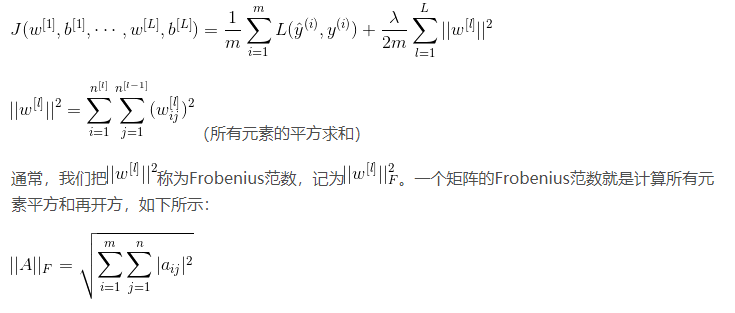 J(w^{[1]}, b^{[1]}, ···, w^{[L]}, b^{[L]}) = \frac{1}{m} \sum_{i=1}^{m} L(ŷ^{(i)}, y^{(i)}) + \frac{λ}{2m} \sum_{l=1}^{L} ||w^{[l]}||^2
||w^{[l]}||^2 = \sum_{i=1}^{n^{[l]}} \sum_{j=1}^{n^{[l-1]}} (w_{ij}^{[l]})^2 （所有元素的平方求和）
通常，我们把||w^{[l]}||^2称为Frobenius范数，记为||w^{[l]}||_F^2。一个矩阵的Frobenius范数就是计算所有元
素平方和再开方，如下所示：
||A||_F = \sqrt{\sum_{i=1}^{m} \sum_{j=1}^{n} |a_{ij}|^2}